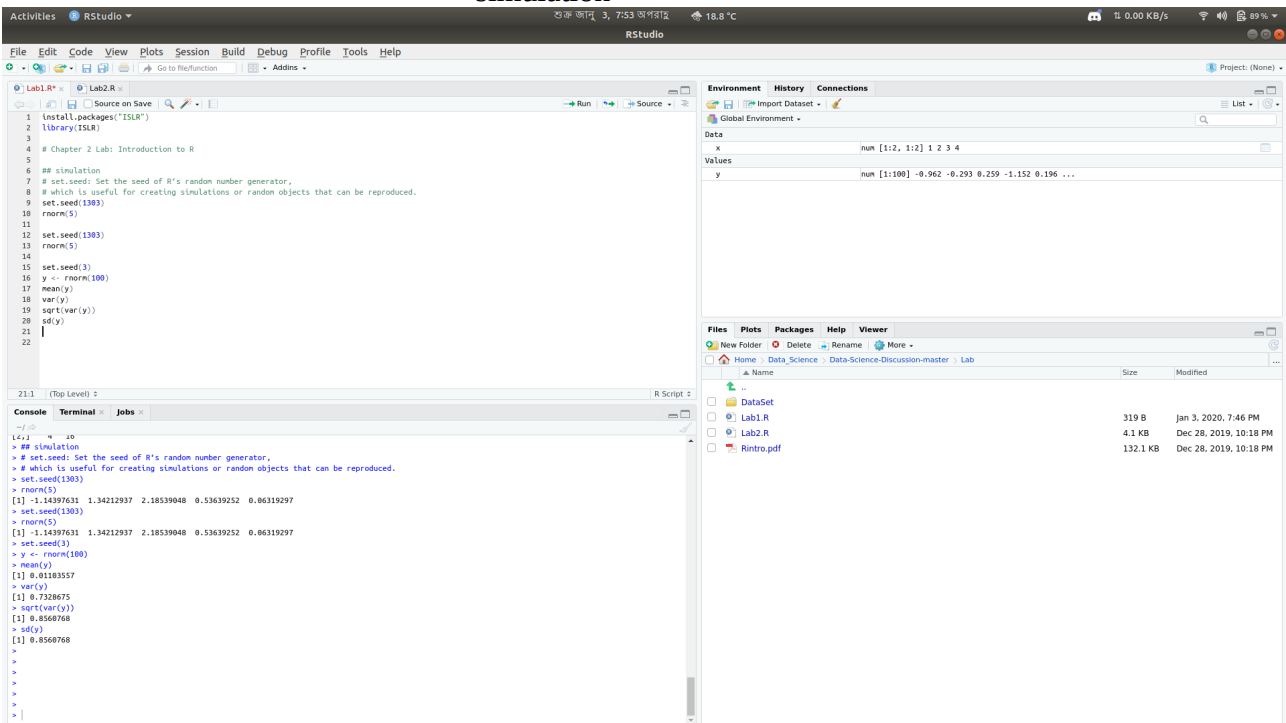 simulation
Activities RStudio শুক্র জানু 3, 7:53 অপরাহ্ণ 18.8 °C 0.00 KB/s 89 %
RStudio
File Edit Code View Plots Session Build Debug Profile Tools Help
Go to file/function Addins Project: (None)
Lab1.R* Lab2.R
Source on Save Run Source
1 install.packages("ISLR")
2 library(ISLR)
3
4 # Chapter 2 Lab: Introduction to R
5
6 ## simulation
7 # set.seed: Set the seed of R's random number generator,
8 # which is useful for creating simulations or random objects that can be reproduced.
9 set.seed(1303)
10 rnorm(5)
11
12 set.seed(1303)
13 rnorm(5)
14
15 set.seed(3)
16 y <- rnorm(100)
17 mean(y)
18 var(y)
19 sqrt(var(y))
20 sd(y)
21
22
21:1 (Top Level) R Script
Console Terminal Jobs
~/
[2,] 4 16
> ## simulation
> # set.seed: Set the seed of R's random number generator,
> # which is useful for creating simulations or random objects that can be reproduced.
> set.seed(1303)
> rnorm(5)
[1] -1.14397631 1.34212937 2.18539048 0.53639252 0.06319297
> set.seed(1303)
> rnorm(5)
[1] -1.14397631 1.34212937 2.18539048 0.53639252 0.06319297
> set.seed(3)
> y <- rnorm(100)
> mean(y)
[1] 0.01103557
> var(y)
[1] 0.7328675
> sqrt(var(y))
[1] 0.8560768
> sd(y)
[1] 0.8560768
>
>
>
>
>
>
>
Environment History Connections
Import Dataset List
Global Environment
Data
x num [1:2, 1:2] 1 2 3 4
Values
y num [1:100] -0.962 -0.293 0.259 -1.152 0.196 ...
Files Plots Packages Help Viewer
New Folder Delete Rename More
Home Data_Science Data-Science-Discussion-master Lab ...
Name Size Modified
..
DataSet
Lab1.R 319 B Jan 3, 2020, 7:46 PM
Lab2.R 4.1 KB Dec 28, 2019, 10:18 PM
Rintro.pdf 132.1 KB Dec 28, 2019, 10:18 PM